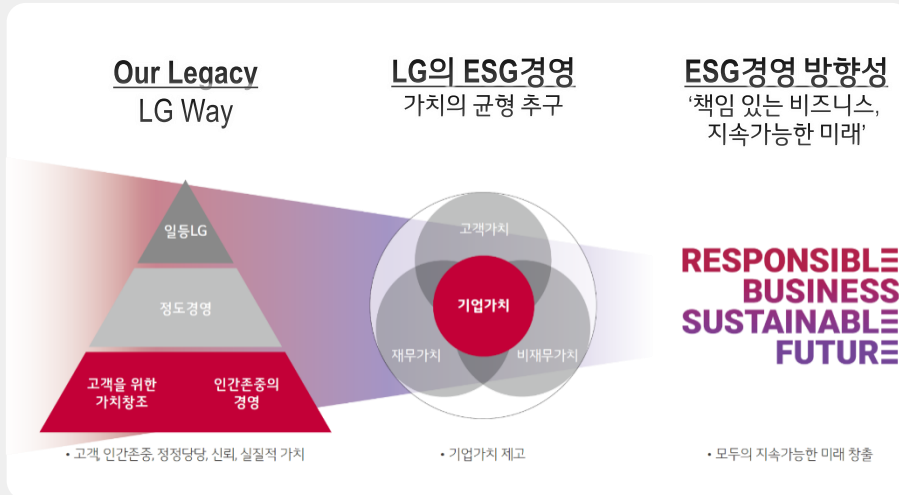 Our Legacy
LG Way
일등LG
정도경영
고객을 위한
가치창조
인간존중의
경영
• 고객, 인간존중, 정정당당, 신뢰, 실질적 가치
LG의 ESG경영
가치의 균형 추구
고객가치
기업가치
재무가치
비재무가치
• 기업가치 제고
ESG경영 방향성
‘책임 있는 비즈니스,
지속가능한 미래’
RESPONSIBLE
BUSINESS
SUSTAINABLE
FUTURE
• 모두의 지속가능한 미래 창출